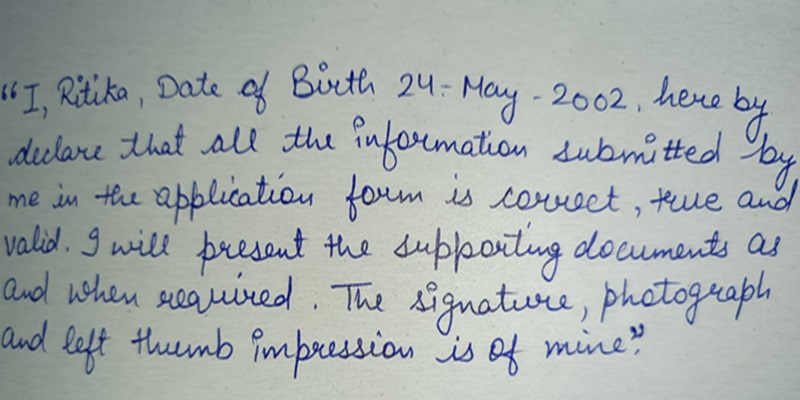 "I, Ritika, Date of Birth 24-May-2002, here by
declare that all the information submitted by
me in the application form is correct, true and
valid. I will present the supporting documents as
and when required. The signature, photograph
and left thumb impression is of mine."